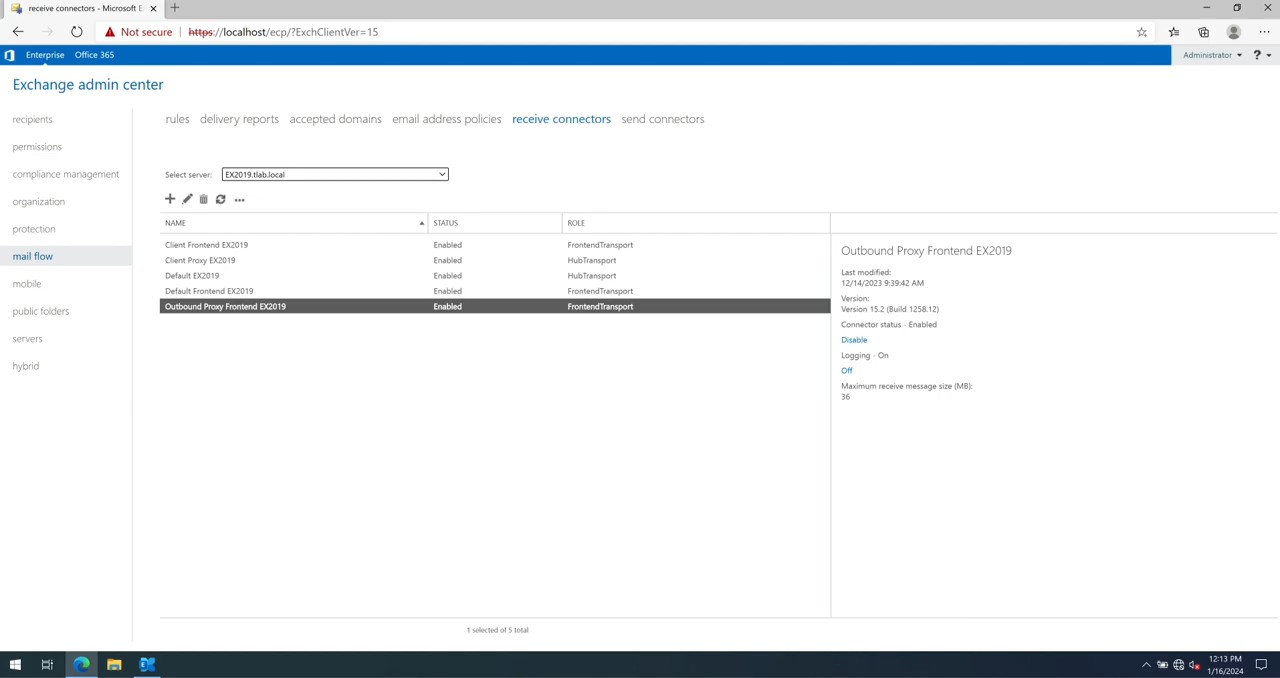 receive connectors - Microsoft E
Not secure | https://localhost/ecp/?ExchClientVer=15
Enterprise Office 365 Administrator ?
Exchange admin center
recipients
permissions
compliance management
organization
protection
mail flow
mobile
public folders
servers
hybrid
rules delivery reports accepted domains email address policies receive connectors send connectors
Select server: EX2019.tlab.local
NAME STATUS ROLE
Client Frontend EX2019 Enabled FrontendTransport
Client Proxy EX2019 Enabled HubTransport
Default EX2019 Enabled HubTransport
Default Frontend EX2019 Enabled FrontendTransport
Outbound Proxy Frontend EX2019 Enabled FrontendTransport
Outbound Proxy Frontend EX2019
Last modified:
12/14/2023 9:39:42 AM
Version:
Version 15.2 (Build 1258.12)
Connector status - Enabled
Disable
Logging - On
Off
Maximum receive message size (MB):
36
1 selected of 5 total
12:13 PM
1/16/2024